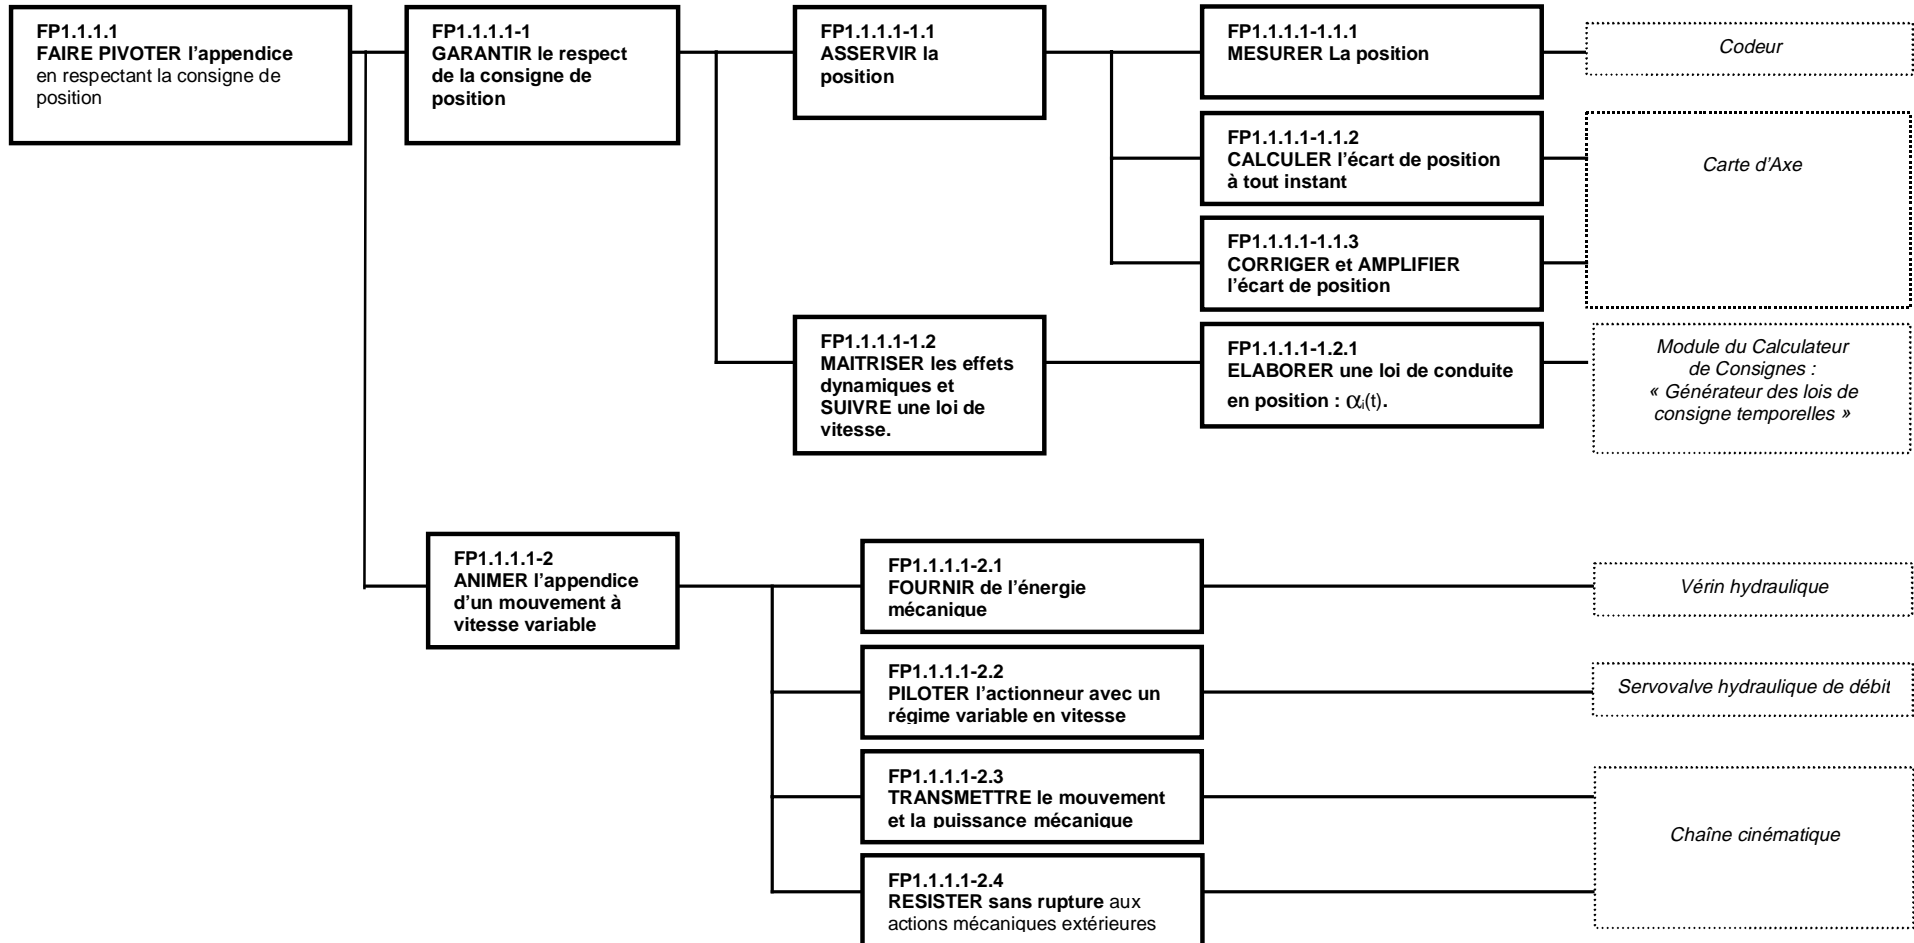 FP1.1.1.1
FAIRE PIVOTER l'appendice
en respectant la consigne de
position
FP1.1.1.1-1
GARANTIR le respect
de la consigne de
position
FP1.1.1.1-1.1
ASSERVIR la
position
FP1.1.1.1-1.1.1
MESURER La position
Codeur
FP1.1.1.1-1.1.2
CALCULER l'écart de position
à tout instant
Carte d'Axe
FP1.1.1.1-1.1.3
CORRIGER et AMPLIFIER
l'écart de position
FP1.1.1.1-1.2
MAITRISER les effets
dynamiques et
SUIVRE une loi de
vitesse.
FP1.1.1.1-1.2.1
ELABORER une loi de conduite
en position : αi(t).
Module du Calculateur
de Consignes :
« Générateur des lois de
consigne temporelles »
FP1.1.1.1-2
ANIMER l'appendice
d'un mouvement à
vitesse variable
FP1.1.1.1-2.1
FOURNIR de l'énergie
mécanique
Vérin hydraulique
FP1.1.1.1-2.2
PILOTER l'actionneur avec un
régime variable en vitesse
Servovalve hydraulique de débit
FP1.1.1.1-2.3
TRANSMETTRE le mouvement
et la puissance mécanique
Chaîne cinématique
FP1.1.1.1-2.4
RESISTER sans rupture aux
actions mécaniques extérieures